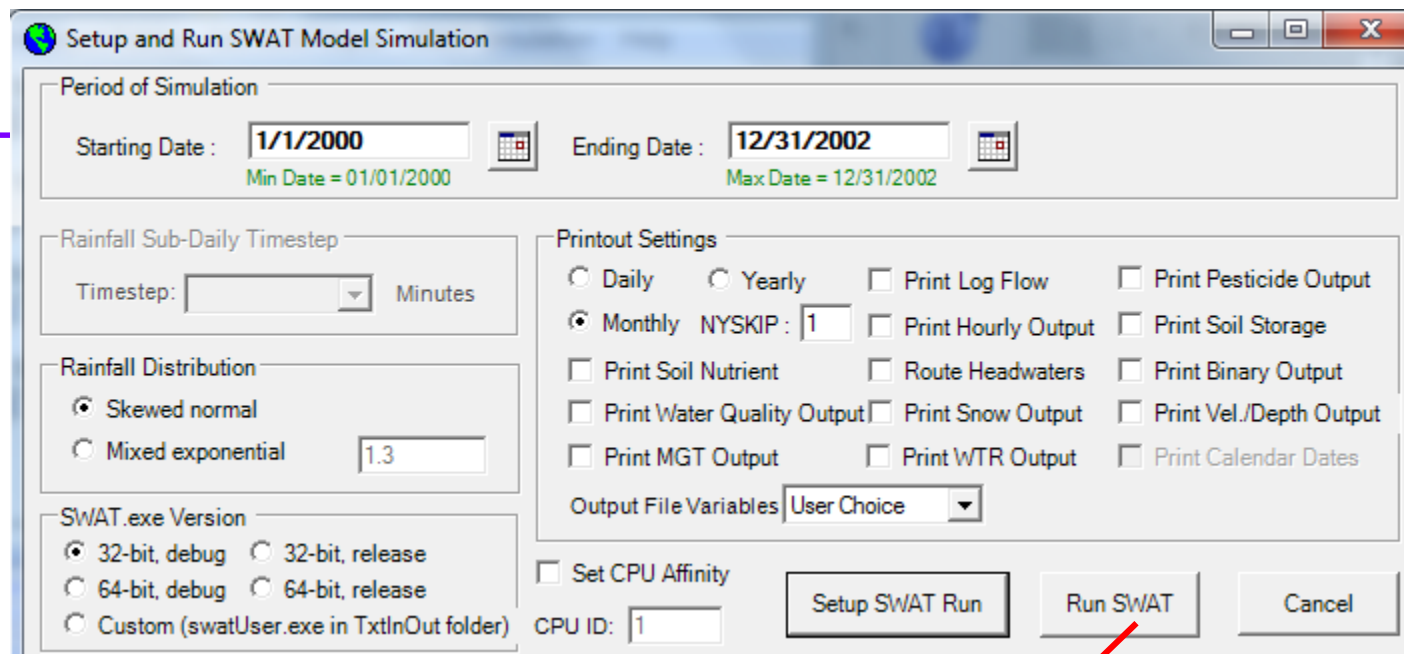 Setup and Run SWAT Model Simulation
Period of Simulation
Starting Date : 1/1/2000 Ending Date : 12/31/2002
Min Date = 01/01/2000 Max Date = 12/31/2002
Rainfall Sub-Daily Timestep
Timestep: Minutes
Rainfall Distribution
Skewed normal
Mixed exponential 1.3
SWAT.exe Version
32-bit, debug 32-bit, release
64-bit, debug 64-bit, release
Custom (swatUser.exe in TxtInOut folder)
Printout Settings
Daily Yearly Print Log Flow Print Pesticide Output
Monthly NYSKIP : 1 Print Hourly Output Print Soil Storage
Print Soil Nutrient Route Headwaters Print Binary Output
Print Water Quality Output Print Snow Output Print Vel./Depth Output
Print MGT Output Print WTR Output Print Calendar Dates
Output File Variables User Choice
Set CPU Affinity
CPU ID: 1
Setup SWAT Run Run SWAT Cancel